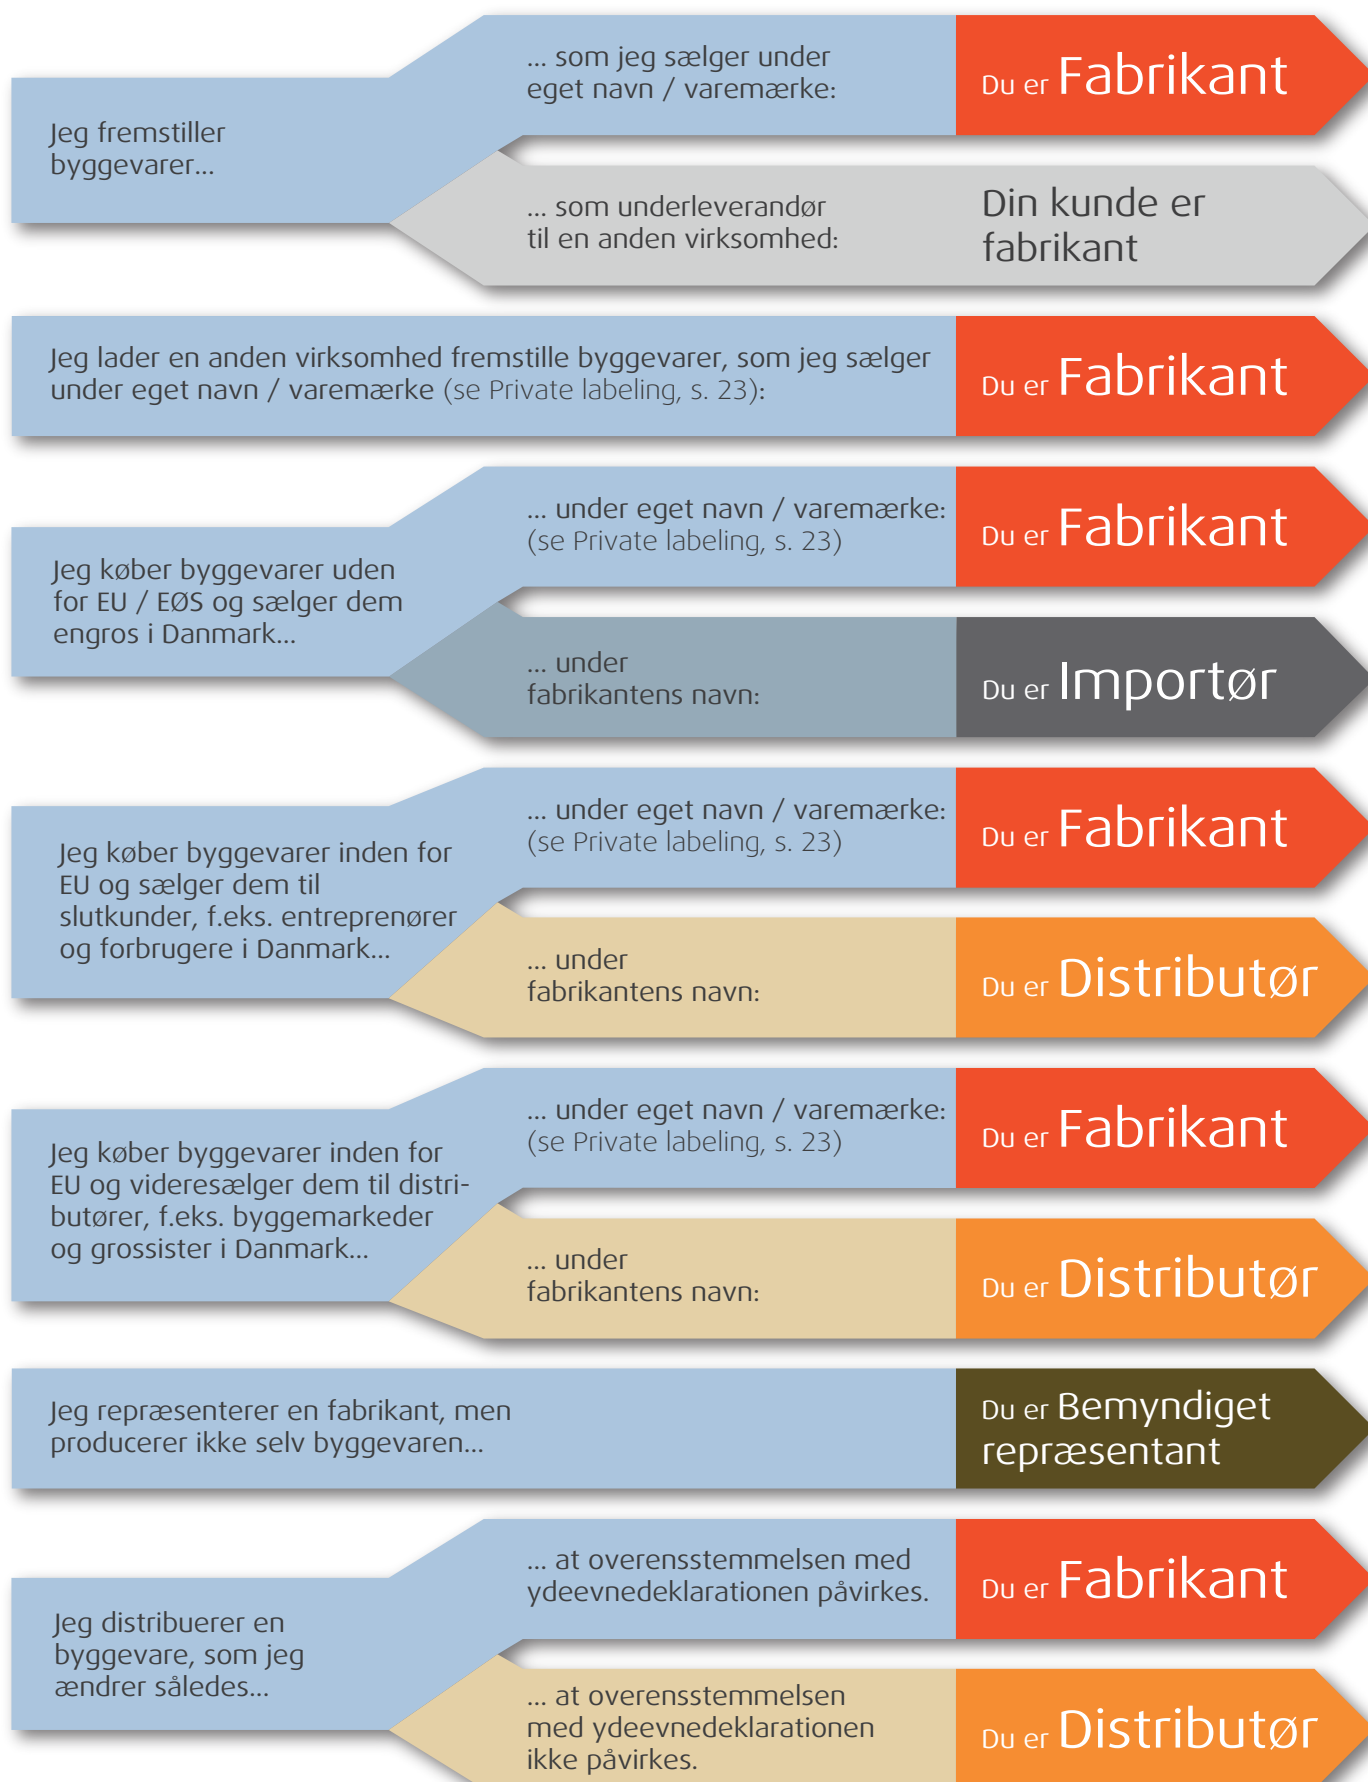 ... som jeg sælger under
eget navn / varemærke:
Du er Fabrikant
Jeg fremstiller
byggevarer...
... som underleverandør
til en anden virksomhed:
Din kunde er
fabrikant
Jeg lader en anden virksomhed fremstille byggevarer, som jeg sælger
under eget navn / varemærke (se Private labeling, s. 23):
Du er Fabrikant
... under eget navn / varemærke:
(se Private labeling, s. 23)
Du er Fabrikant
Jeg køber byggevarer uden
for EU / EØS og sælger dem
engros i Danmark...
... under
fabrikantens navn:
Du er Importør
... under eget navn / varemærke:
(se Private labeling, s. 23)
Du er Fabrikant
Jeg køber byggevarer inden for
EU og sælger dem til
slutkunder, f.eks. entreprenører
og forbrugere i Danmark...
... under
fabrikantens navn:
Du er Distributør
... under eget navn / varemærke:
(se Private labeling, s. 23)
Du er Fabrikant
Jeg køber byggevarer inden for
EU og videresælger dem til distri-
butører, f.eks. byggemarkeder
og grossister i Danmark...
... under
fabrikantens navn:
Du er Distributør
Jeg repræsenterer en fabrikant, men
producerer ikke selv byggevaren...
Du er Bemyndiget
repræsentant
... at overensstemmelsen med
ydeevnedeklarationen påvirkes.
Du er Fabrikant
Jeg distribuerer en
byggevare, som jeg
ændrer således...
... at overensstemmelsen
med ydeevnedeklarationen
ikke påvirkes.
Du er Distributør